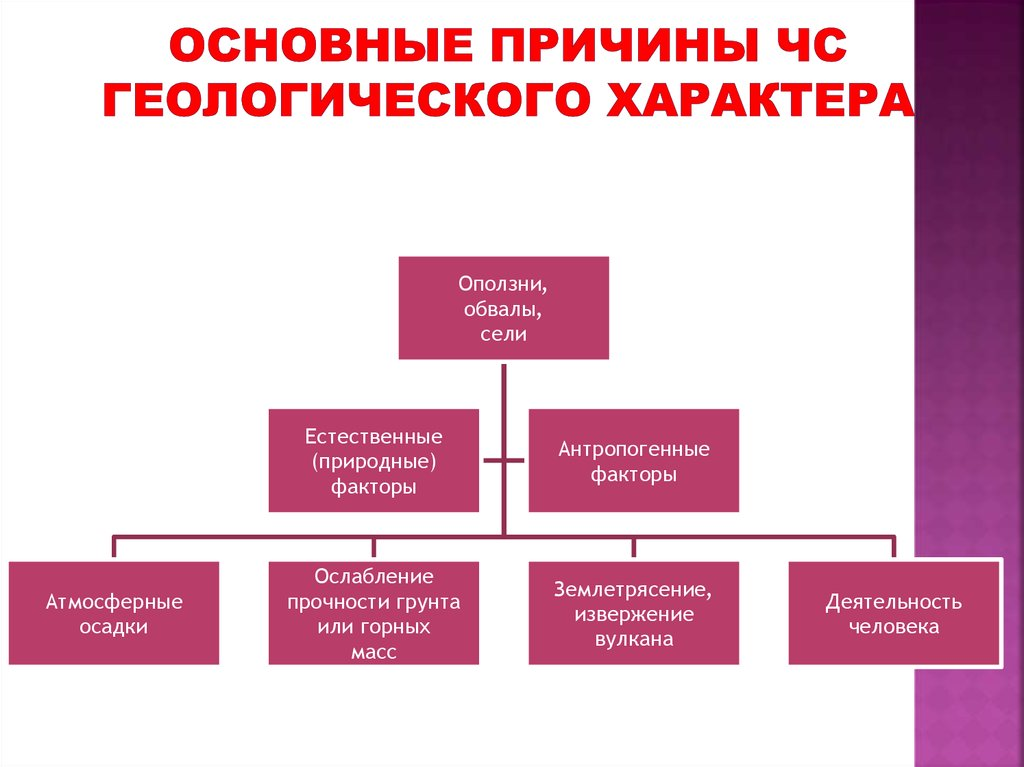 ОСНОВНЫЕ ПРИЧИНЫ ЧС
ГЕОЛОГИЧЕСКОГО ХАРАКТЕРА
Оползни,
обвалы,
сели
Естественные
(природные)
факторы
Антропогенные
факторы
Атмосферные
осадки
Ослабление
прочности грунта
или горных
масс
Землетрясение,
извержение
вулкана
Деятельность
человека